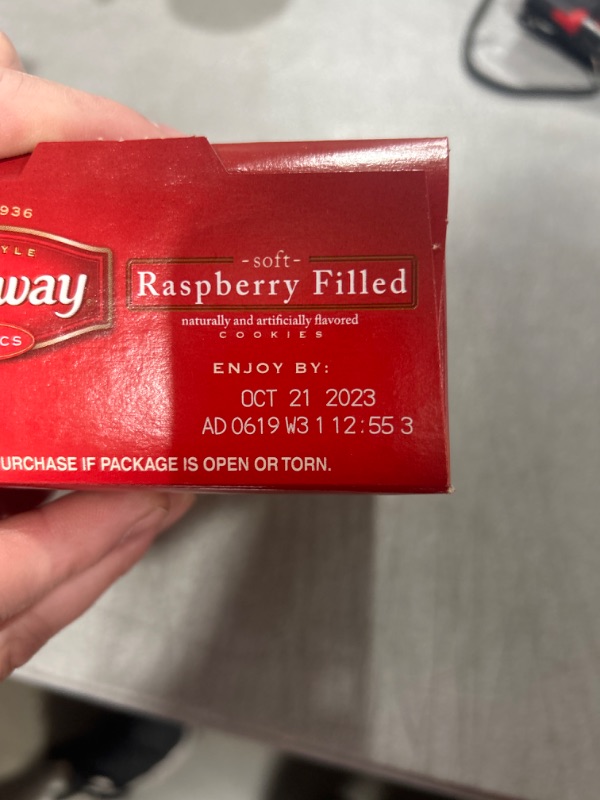 936
YLE
way
CS
-soft-
Raspberry Filled
naturally and artificially flavored
COOKIES
ENJOY BY:
OCT 21 2023
AD 0619 W3 1 12:55 3
URCHASE IF PACKAGE IS OPEN OR TORN.